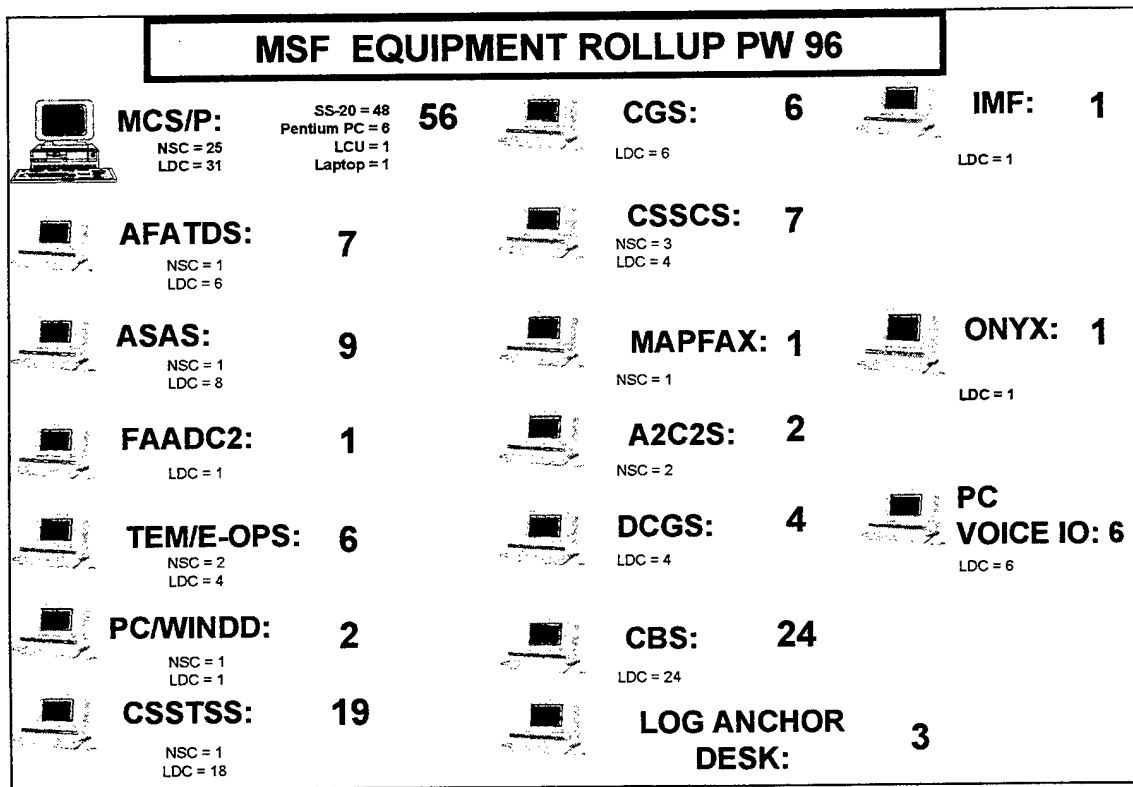 MSF EQUIPMENT ROLLUP PW 96
MCS/P:
NSC = 25
LDC = 31
SS-20 = 48
Pentium PC = 6
LCU = 1
Laptop = 1
56
AFATDS: 7
NSC = 1
LDC = 6
ASAS: 9
NSC = 1
LDC = 8
FAADC2: 1
LDC = 1
TEM/E-OPS: 6
NSC = 2
LDC = 4
PC/WINDD: 2
NSC = 1
LDC = 1
CSSTSS: 19
NSC = 1
LDC = 18
CGS: 6
LDC = 6
CSSCS: 7
NSC = 3
LDC = 4
MAPFAX: 1
NSC = 1
A2C2S: 2
NSC = 2
DCGS: 4
LDC = 4
CBS: 24
LDC = 24
LOG ANCHOR
DESK: 3
IMF: 1
LDC = 1
ONYX: 1
LDC = 1
PC
VOICE IO: 6
LDC = 6